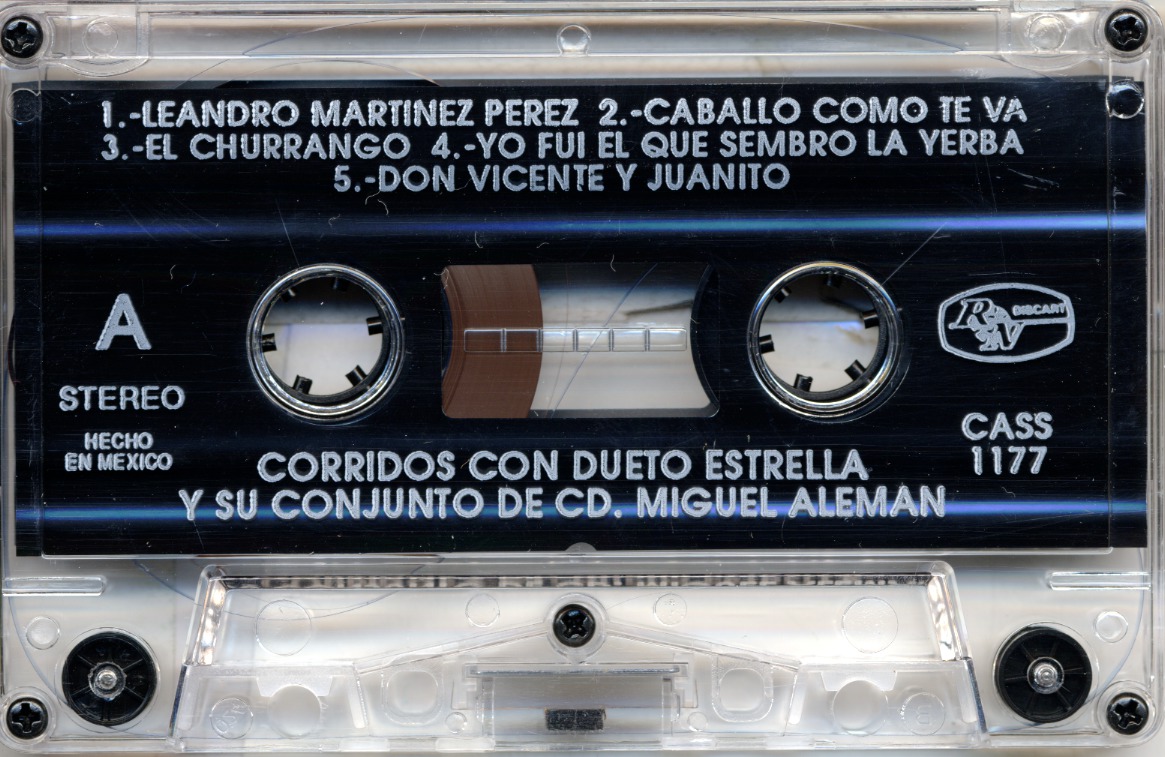 1.-LEANDRO MARTINEZ PEREZ 2.-CABALLO COMO TE VA
3.-EL CHURRANGO 4.-YO FUI EL QUE SEMBRO LA YERBA
5.-DON VICENTE Y JUANITO
A
STEREO
HECHO
EN MEXICO
RN DISCART
CASS
1177
CORRIDOS CON DUETO ESTRELLA
Y SU CONJUNTO DE CD. MIGUEL ALEMAN